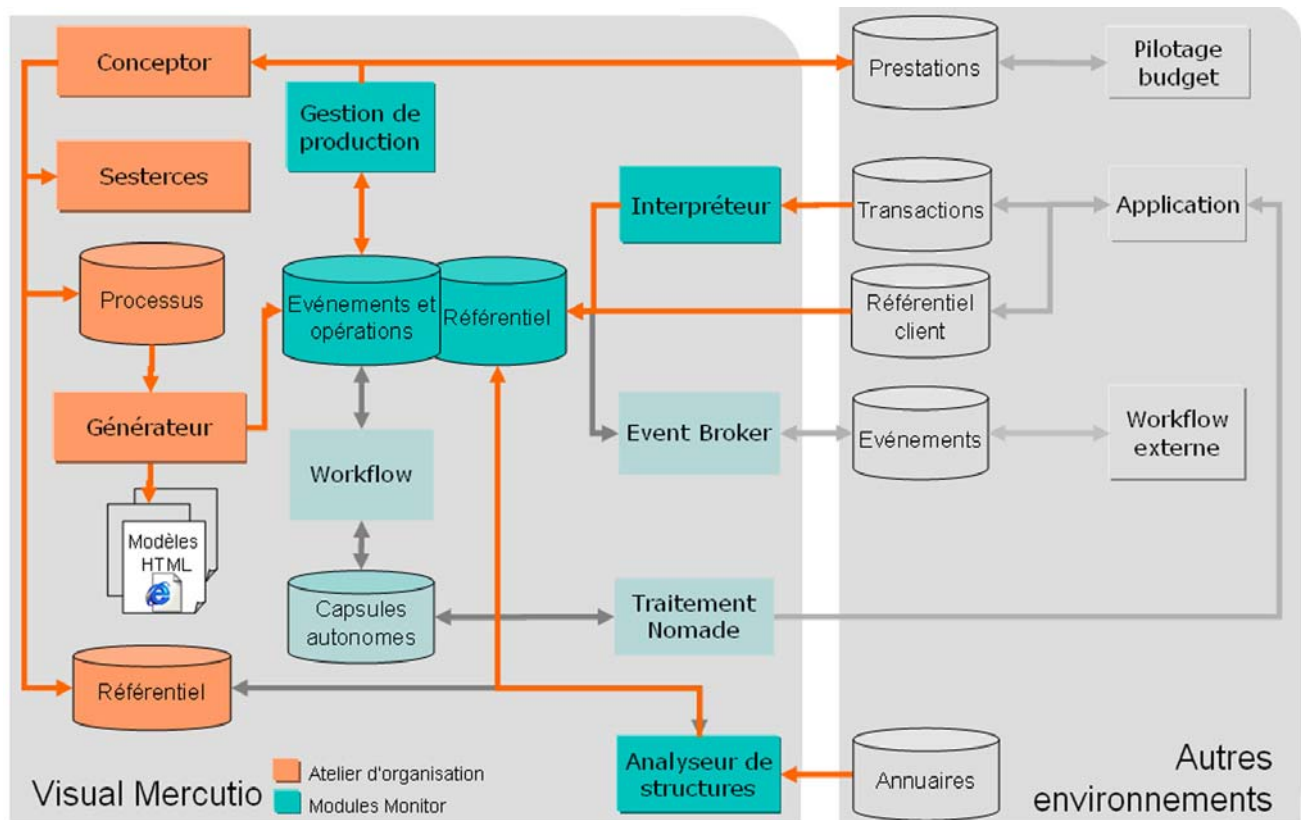 Conceptor
Gestion de
production
Prestations
Pilotage
budget
Sesterces
Interpréteur
Transactions
Application
Processus
Evénements et
opérations
Référentiel
Référentiel
client
Générateur
Workflow
Event Broker
Evénements
Workflow
externe
Modèles
HTML
Capsules
autonomes
Traitement
Nomade
Référentiel
Analyseur de
structures
Annuaires
Visual Mercutio
Atelier d'organisation
Modules Monitor
Autres
environnements